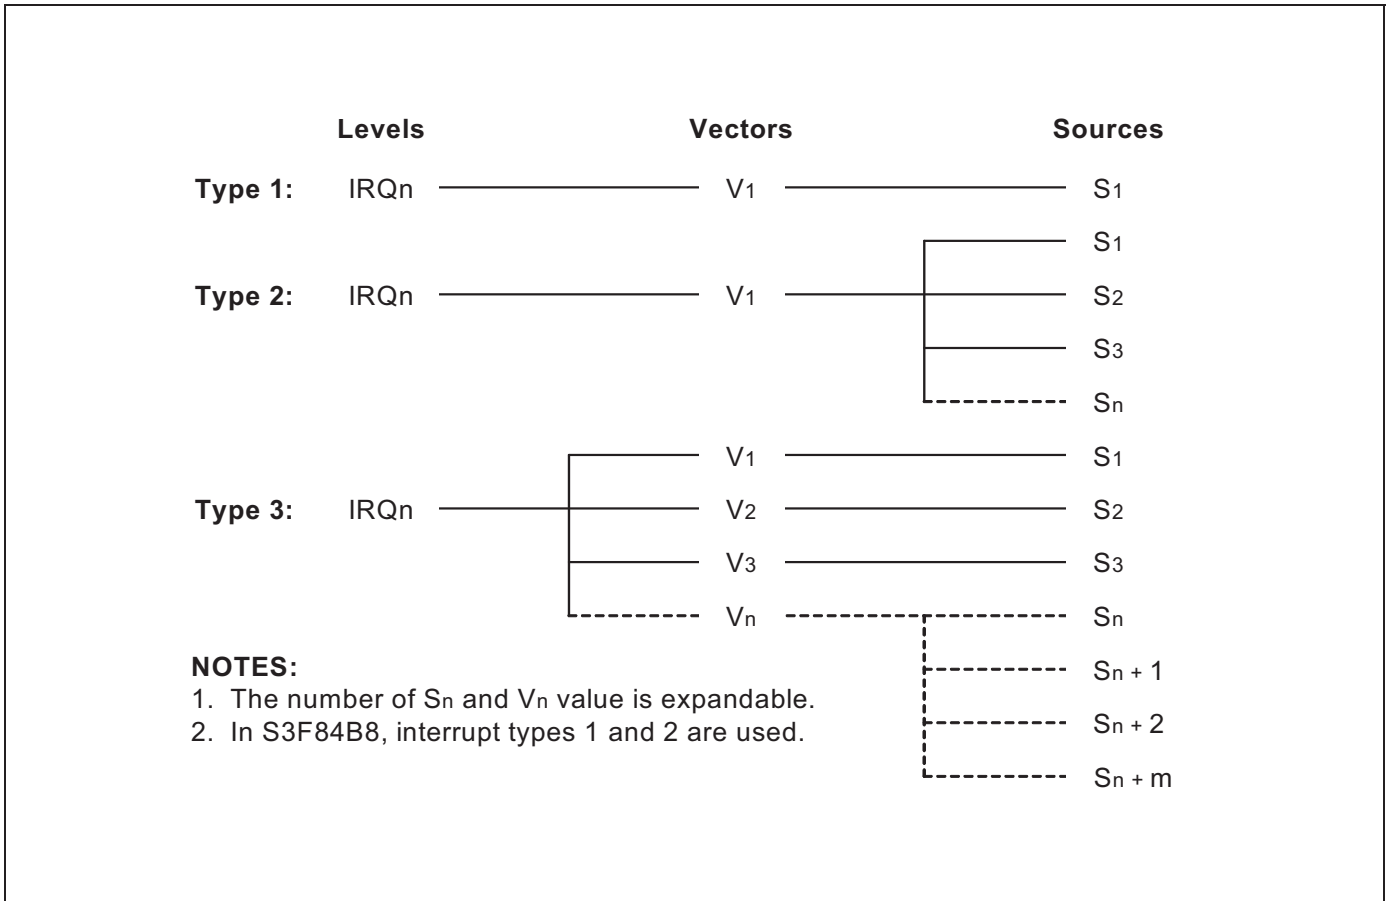 Levels Vectors Sources
Type 1: IRQn V1 S1
S1
Type 2: IRQn V1 S2
S3
Sn
V1 S1
Type 3: IRQn V2 S2
V3 S3
Vn Sn
NOTES:
Sn + 1
1. The number of Sn and Vn value is expandable.
Sn + 2
2. In S3F84B8, interrupt types 1 and 2 are used.
Sn + m